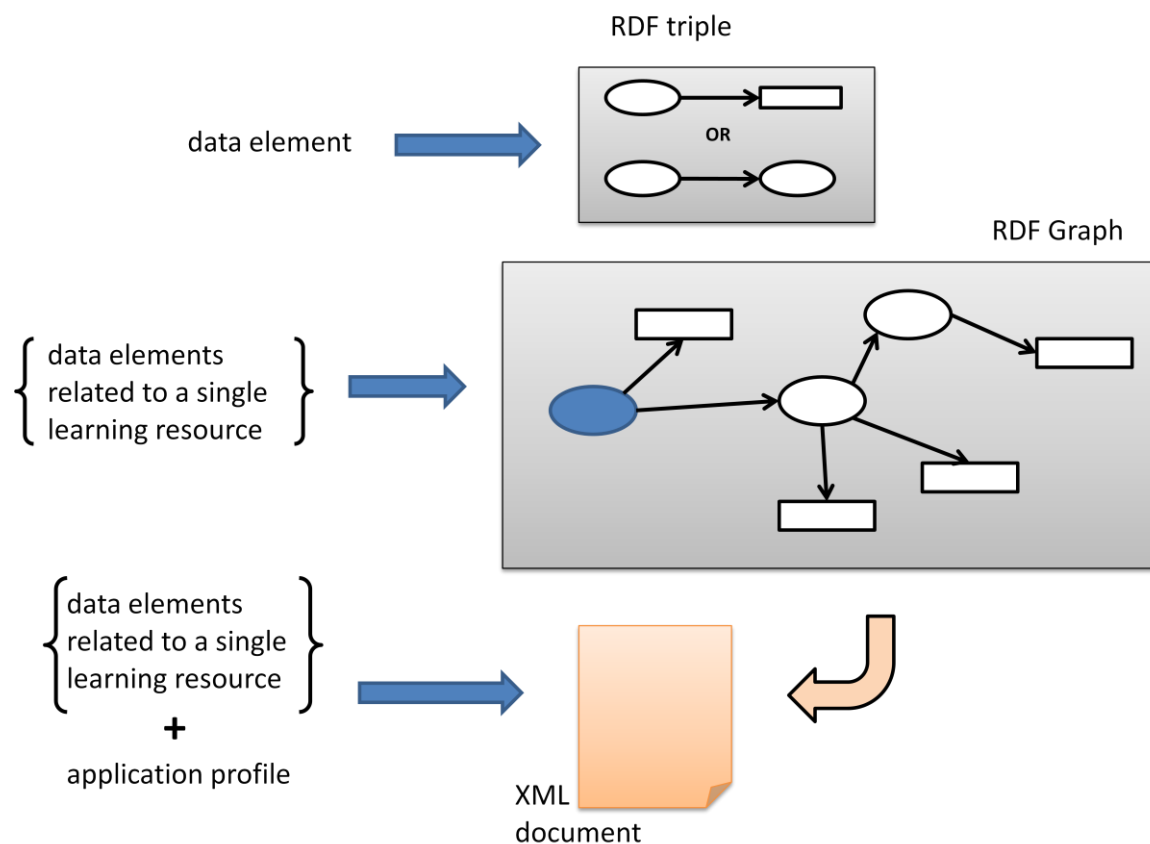 RDF triple
data element
OR
RDF Graph
data elements
related to a single
learning resource
data elements
related to a single
learning resource
+
application profile
XML
document